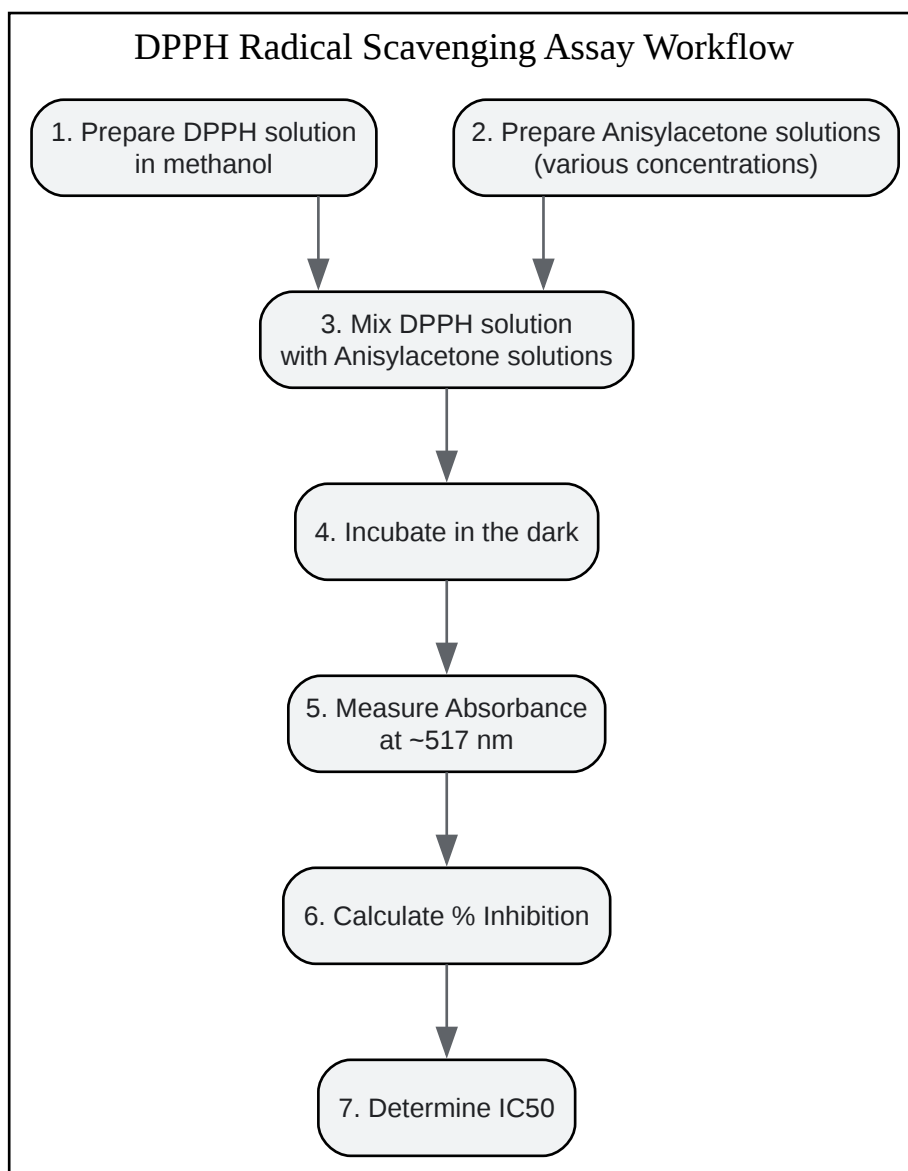 DPPH Radical Scavenging Assay Workflow
1. Prepare DPPH solution
in methanol
2. Prepare Anisylacetone solutions
(various concentrations)
3. Mix DPPH solution
with Anisylacetone solutions
4. Incubate in the dark
5. Measure Absorbance
at ~517 nm
6. Calculate % Inhibition
7. Determine IC50